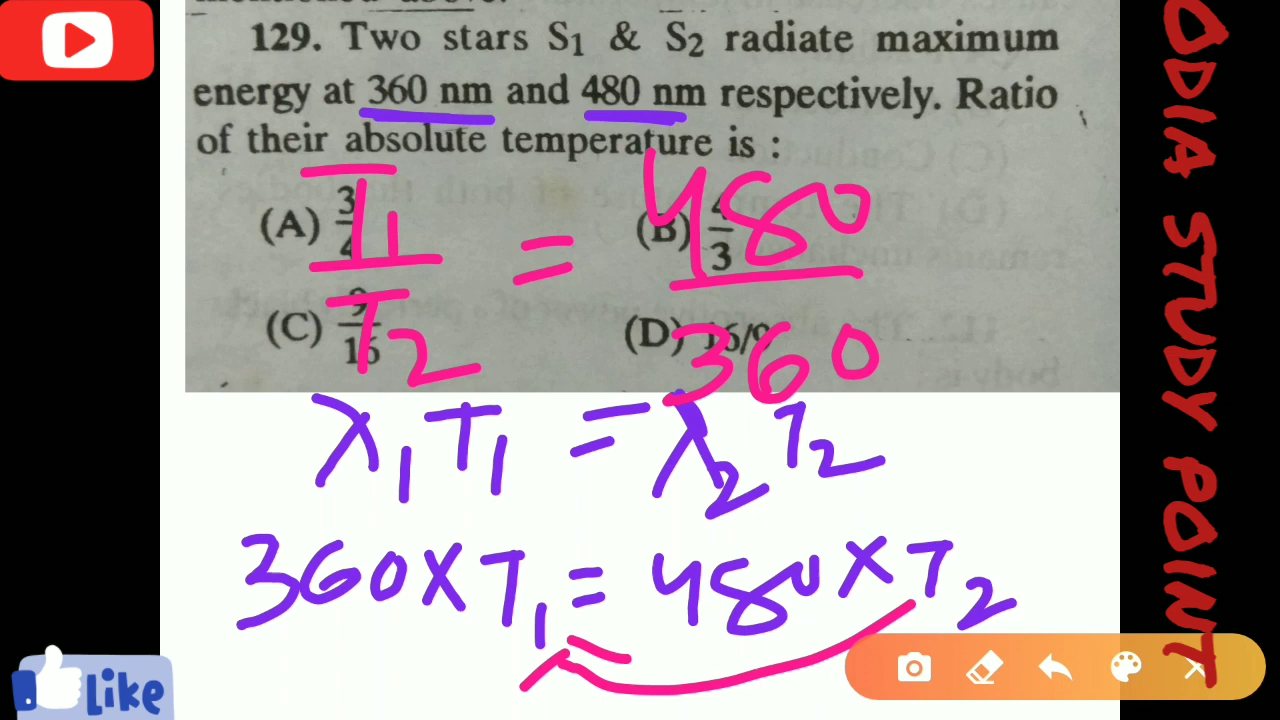 129. Two stars S1 & S2 radiate maximum
energy at 360 nm and 480 nm respectively. Ratio
of their absolute temperature is :
(A) 3/4 (B) 4/3
(C) 9/16 (D) 16/9
T1/T2 = 480/360
λ1T1 = λ2T2
360×T1 = 480×T2
Like
ODIA STUDY POINT